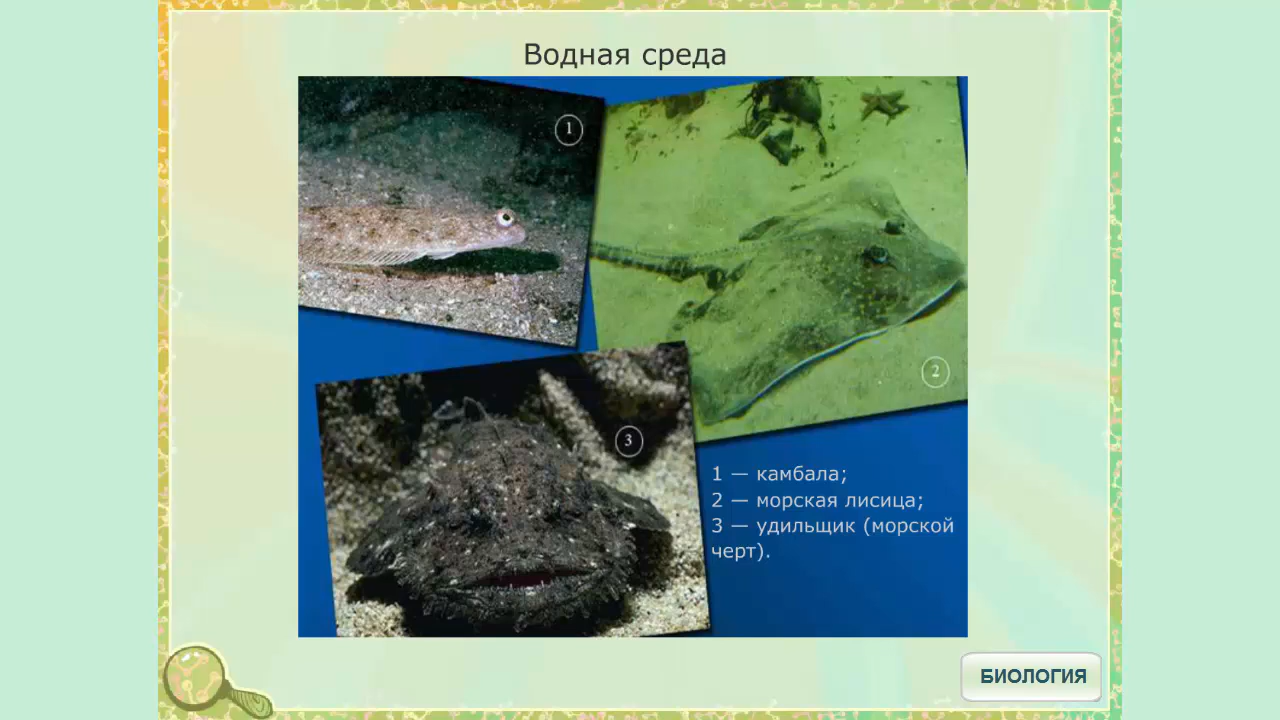 Водная среда
1
2
3
1 — камбала;
2 — морская лисица;
3 — удильщик (морской
черт).
БИОЛОГИЯ